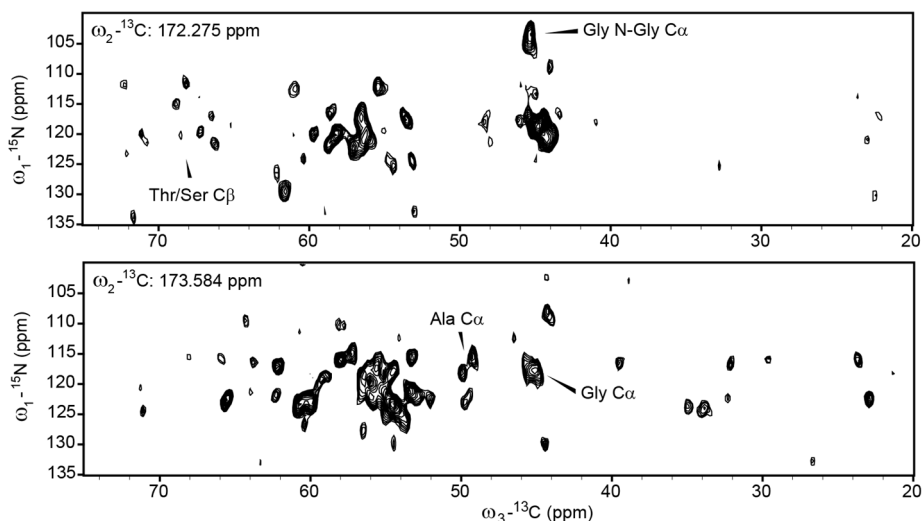 ω₂-¹³C: 172.275 ppm
Gly N-Gly Cα
Thr/Ser Cβ
105
110
115
120
125
130
135
ω₁-¹⁵N (ppm)
70 60 50 40 30 20
ω₂-¹³C: 173.584 ppm
Ala Cα
Gly Cα
105
110
115
120
125
130
135
ω₁-¹⁵N (ppm)
70 60 50 40 30 20
ω₃-¹³C (ppm)